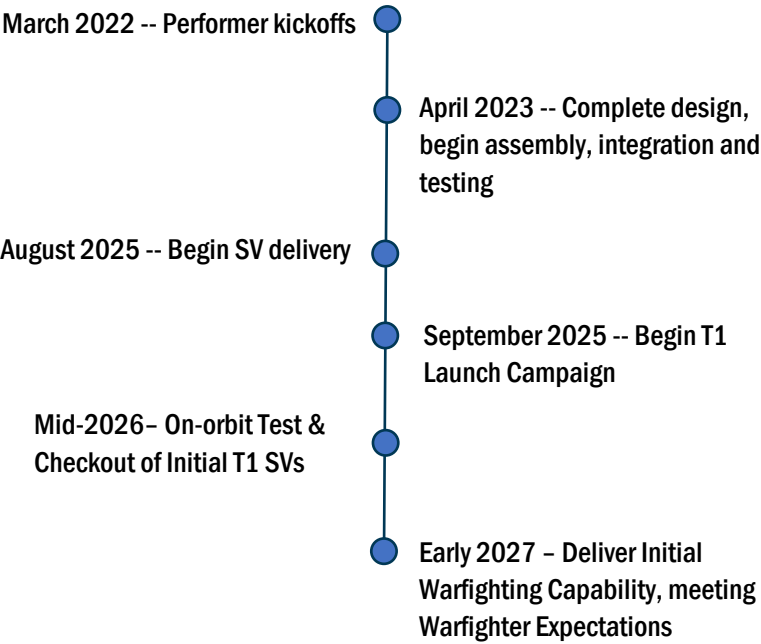 March 2022 -- Performer kickoffs
April 2023 -- Complete design,
begin assembly, integration and
testing
August 2025 -- Begin SV delivery
September 2025 -- Begin T1
Launch Campaign
Mid-2026– On-orbit Test &
Checkout of Initial T1 SVs
Early 2027 – Deliver Initial
Warfighting Capability, meeting
Warfighter Expectations